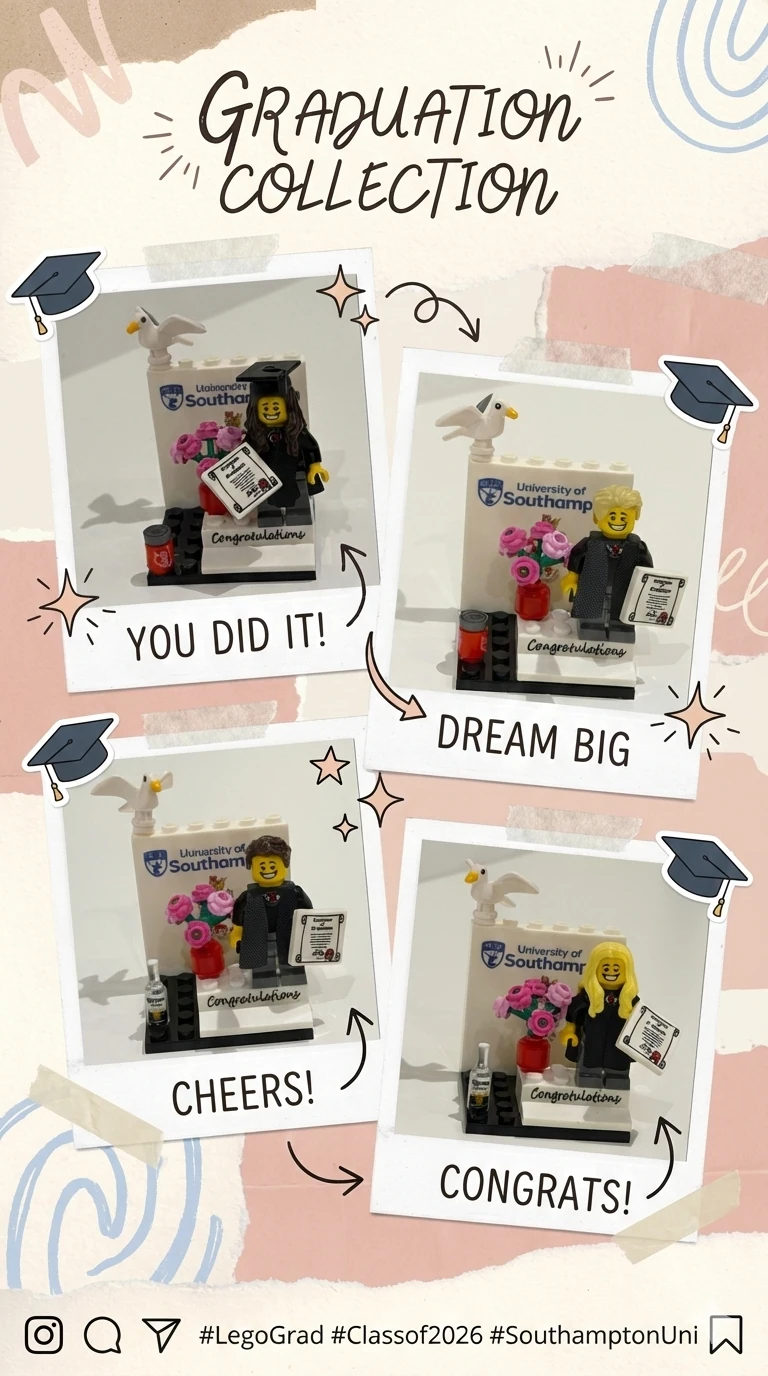 GRADUATION
COLLECTION
Southam
Congratulations
YOU DID IT!
University of
Southamp
Congratulations
DREAM BIG
Southam
Congratulations
CHEERS!
University of
Southamp
Congratulations
CONGRATS!
#LegoGrad #Classof2026 #SouthamptonUni